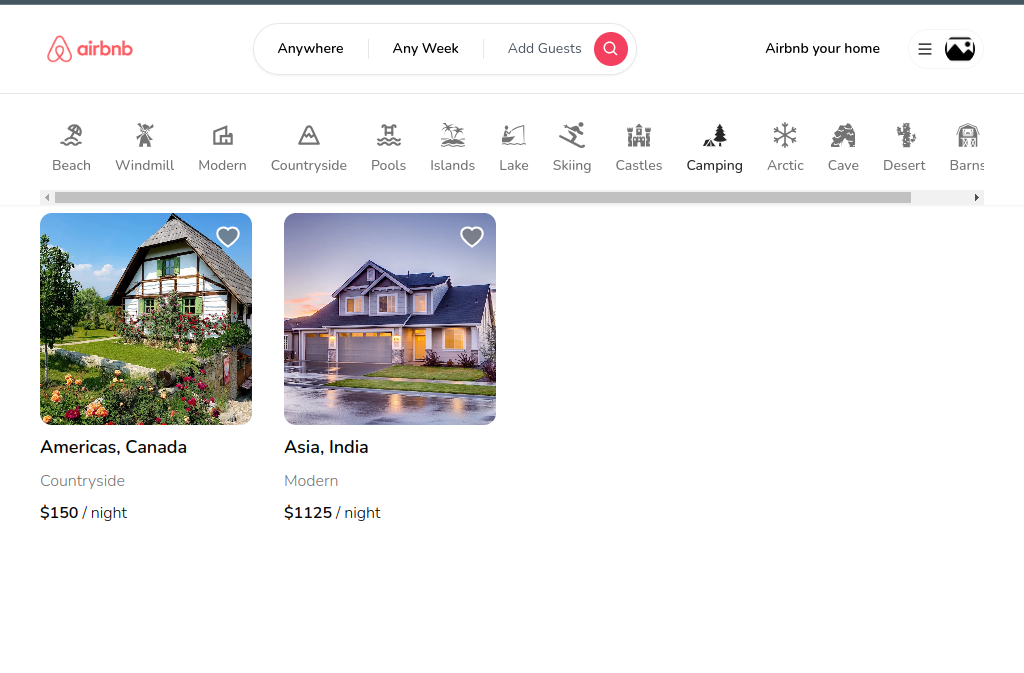 airbnb
Anywhere
Any Week
Add Guests
Airbnb your home
Beach
Windmill
Modern
Countryside
Pools
Islands
Lake
Skiing
Castles
Camping
Arctic
Cave
Desert
Barns
Americas, Canada
Countryside
$150 / night
Asia, India
Modern
$1125 / night